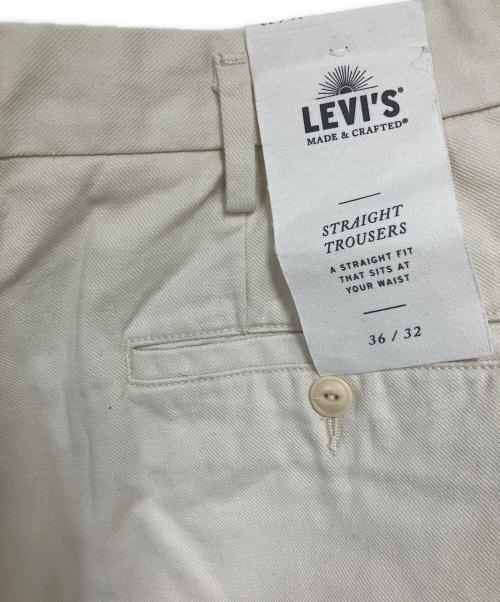 LEVI'S®
MADE & CRAFTED®
STRAIGHT
TROUSERS
A STRAIGHT FIT
THAT SITS AT
YOUR WAIST
36 / 32